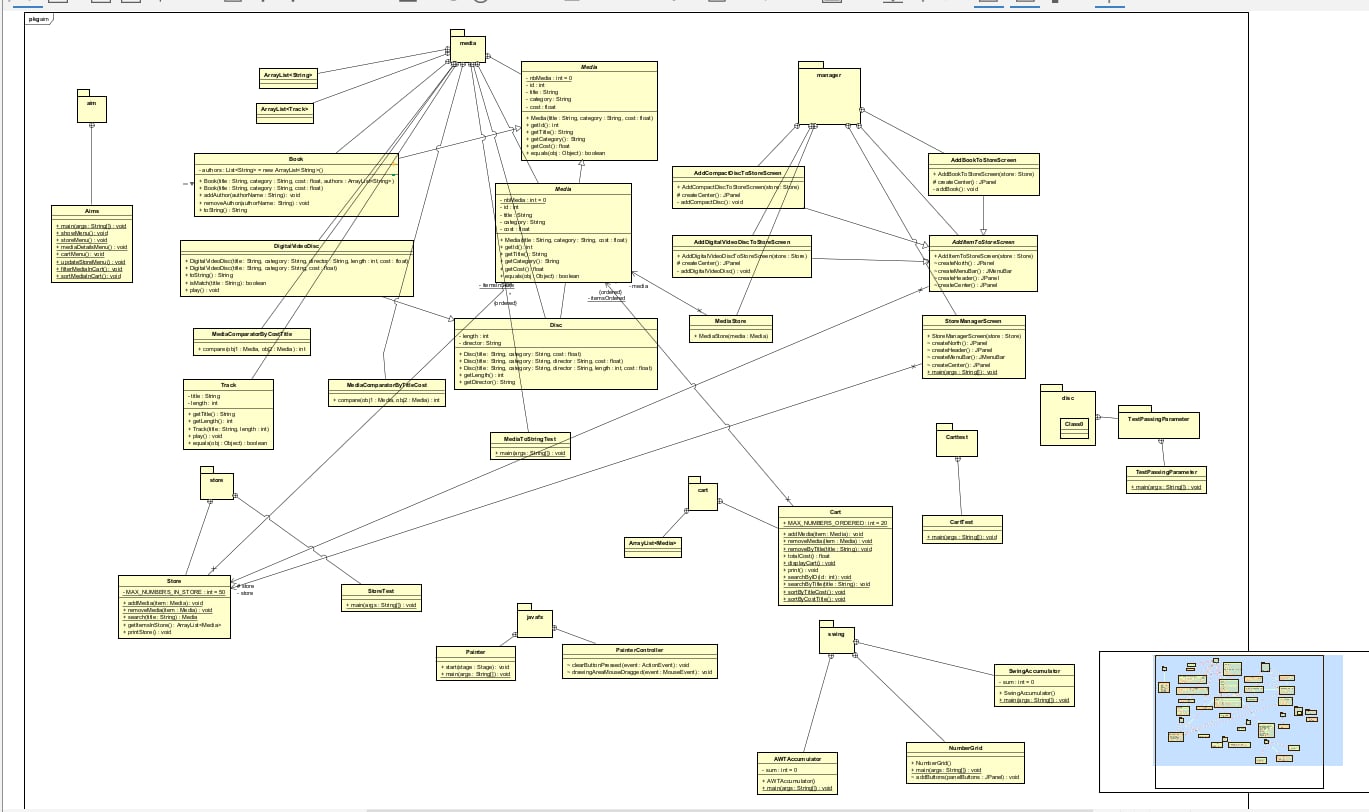 pkg aim
media
ArrayList<String>
ArrayList<Track>
aim
Aims
+ main(args : String[]) : void
+ showMenu() : void
+ storeMenu() : void
+ mediaDetailsMenu() : void
+ cartMenu() : void
+ updateStoreMenu() : void
+ filterMediaInCart() : void
+ sortMediaInCart() : void
Media
- nbMedia : int = 0
- id : int
- title : String
- category : String
- cost : float
+ Media(title : String, category : String, cost : float)
+ getId() : int
+ getTitle() : String
+ getCategory() : String
+ getCost() : float
+ equals(obj : Object) : boolean
manager
Book
- authors : List<String> = new ArrayList<String>()
+ Book(title : String, category : String, cost : float, authors : ArrayList<String>)
+ Book(title : String, category : String, cost : float)
+ addAuthor(authorName : String) : void
+ removeAuthor(authorName : String) : void
+ toString() : String
AddCompactDiscToStoreScreen
+ AddCompactDiscToStoreScreen(store : Store)
# createCenter() : JPanel
- addCompactDisc() : void
AddBookToStoreScreen
+ AddBookToStoreScreen(store : Store)
# createCenter() : JPanel
- addBook() : void
Media
- nbMedia : int = 0
- id : int
- title : String
- category : String
- cost : float
+ Media(title : String, category : String, cost : float)
+ getId() : int
+ getTitle() : String
+ getCategory() : String
+ getCost() : float
+ equals(obj : Object) : boolean
DigitalVideoDisc
+ DigitalVideoDisc(title : String, category : String, director : String, length : int, cost : float)
+ DigitalVideoDisc(title : String, category : String, cost : float)
+ toString() : String
+ isMatch(title : String) : boolean
+ play() : void
AddDigitalVideoDiscToStoreScreen
+ AddDigitalVideoDiscToStoreScreen(store : Store)
# createCenter() : JPanel
- addDigitalVideoDisc() : void
AddItemToStoreScreen
+ AddItemToStoreScreen(store : Store)
~ createNorth() : JPanel
~ createMenuBar() : JMenuBar
~ createHeader() : JPanel
~ createCenter() : JPanel
(ordered)
(ordered)
- itemsOrdered
- media
MediaStore
+ MediaStore(media : Media)
StoreManagerScreen
+ StoreManagerScreen(store : Store)
~ createNorth() : JPanel
~ createHeader() : JPanel
~ createMenuBar() : JMenuBar
~ createCenter() : JPanel
+ main(args : String[]) : void
MediaComparatorByCostTitle
+ compare(obj1 : Media, obj2 : Media) : int
Disc
- length : int
- director : String
+ Disc(title : String, category : String, cost : float)
+ Disc(title : String, category : String, director : String, cost : float)
+ Disc(title : String, category : String, director : String, length : int, cost : float)
+ getLength() : int
+ getDirector() : String
Track
- title : String
- length : int
+ getTitle() : String
+ getLength() : int
+ Track(title : String, length : int)
+ play() : void
+ equals(obj : Object) : boolean
MediaComparatorByTitleCost
+ compare(obj1 : Media, obj2 : Media) : int
disc
Class0
TestPassingParameter
MediaToStringTest
+ main(args : String[]) : void
Carttest
TestPassingParameter
+ main(args : String[]) : void
store
cart
Cart
+ MAX_NUMBERS_ORDERED : int = 20
+ addMedia(item : Media) : void
+ removeMedia(item : Media) : void
+ removeByTitle(title : String) : void
+ totalCost() : float
+ displayCart() : void
+ print() : void
+ searchByID(id : int) : void
+ searchByTitle(title : String) : void
+ sortByTitleCost() : void
+ sortByCostTitle() : void
CartTest
+ main(args : String[]) : void
ArrayList<Media>
Store
- MAX_NUMBERS_IN_STORE : int = 50
+ addMedia(item : Media) : void
+ removeMedia(item : Media) : void
+ search(title : String) : Media
+ getItemsInStore() : ArrayList<Media>
+ printStore() : void
# store
- store
StoreTest
+ main(args : String[]) : void
javafx
Painter
+ start(stage : Stage) : void
+ main(args : String[]) : void
PainterController
~ clearButtonPressed(event : ActionEvent) : void
~ drawingAreaMouseDragged(event : MouseEvent) : void
swing
SwingAccumulator
- sum : int = 0
+ SwingAccumulator()
+ main(args : String[]) : void
AWTAccumulator
- sum : int = 0
+ AWTAccumulator()
+ main(args : String[]) : void
NumberGrid
+ NumberGrid()
+ main(args : String[]) : void
~ addButtons(panelButtons : JPanel) : void